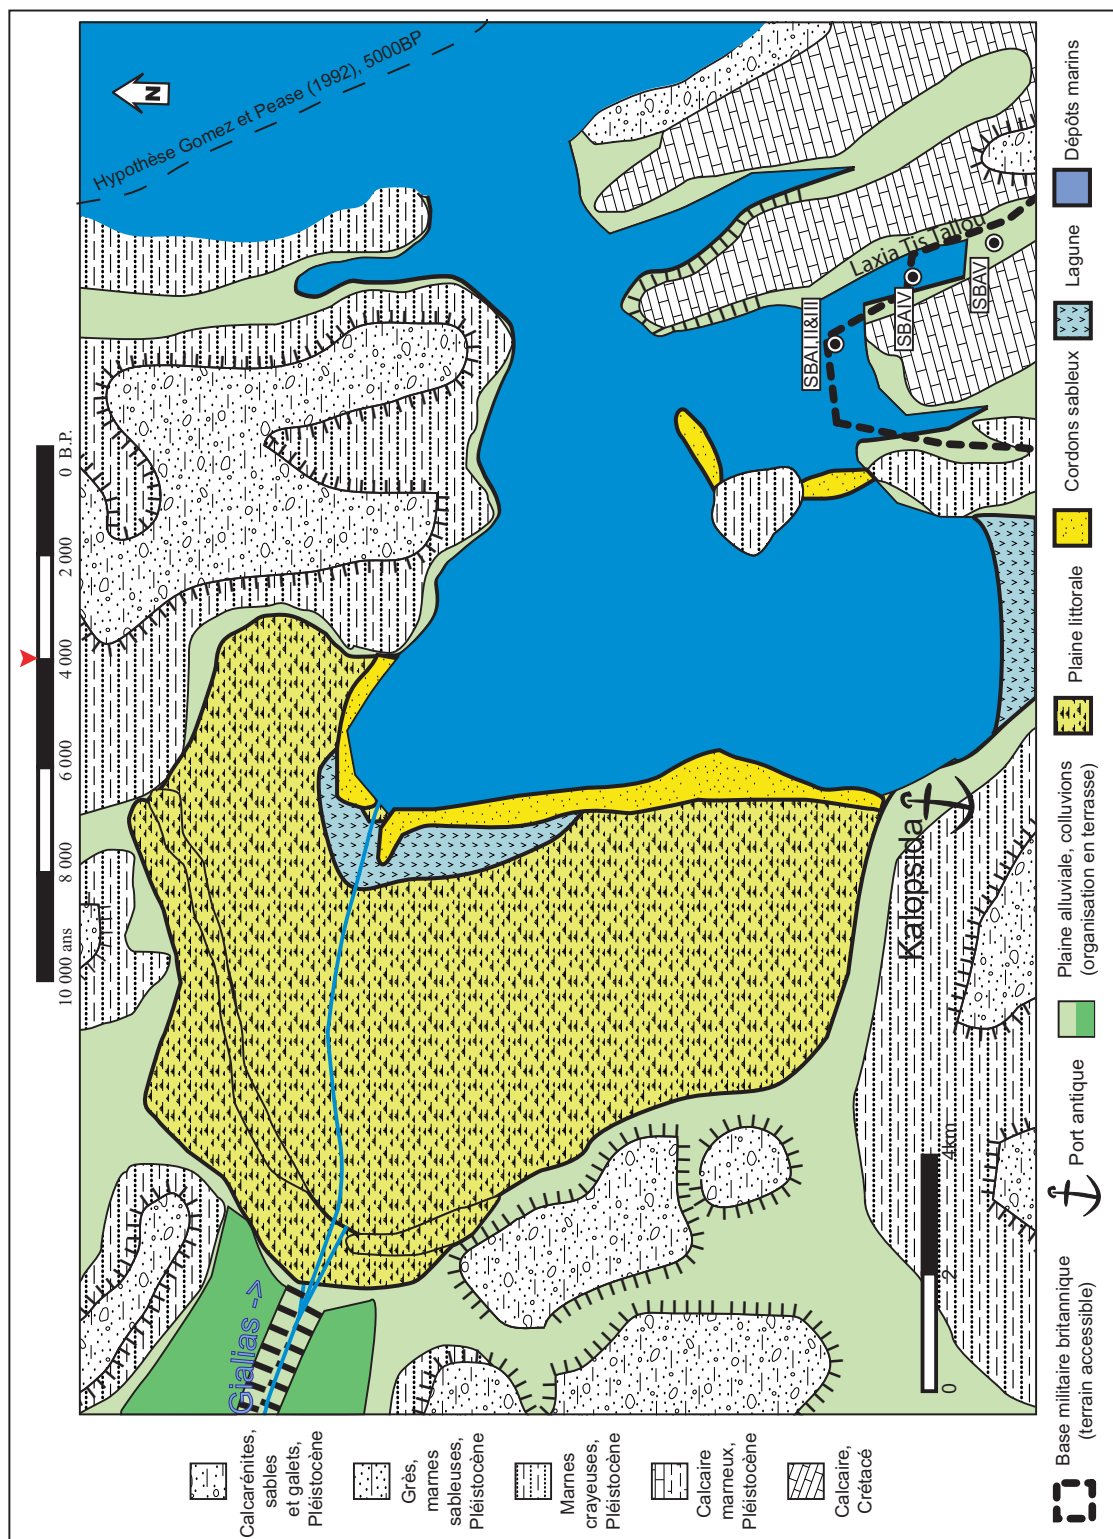 10 000 ans
8 000
6 000
4 000
2 000
0 B.P.
N
Hypothèse Gomez et Pease (1992), 5000BP
Gialias ->
Laxia Tis Tallou
SBAI,II&III
SBAIV
SBAV
Kalopsida
0
2
4km
Calcarénites,
sables
et galets,
Pléistocène
Grès,
marnes
sableuses,
Pléistocène
Marnes
crayeuses,
Pléistocène
Calcaire
marneux,
Pléistocène
Calcaire,
Crétacé
Base militaire britannique
(terrain accessible)
Port antique
Plaine alluviale, colluvions
(organisation en terrasse)
Plaine littorale
Cordons sableux
Lagune
Dépôts marins